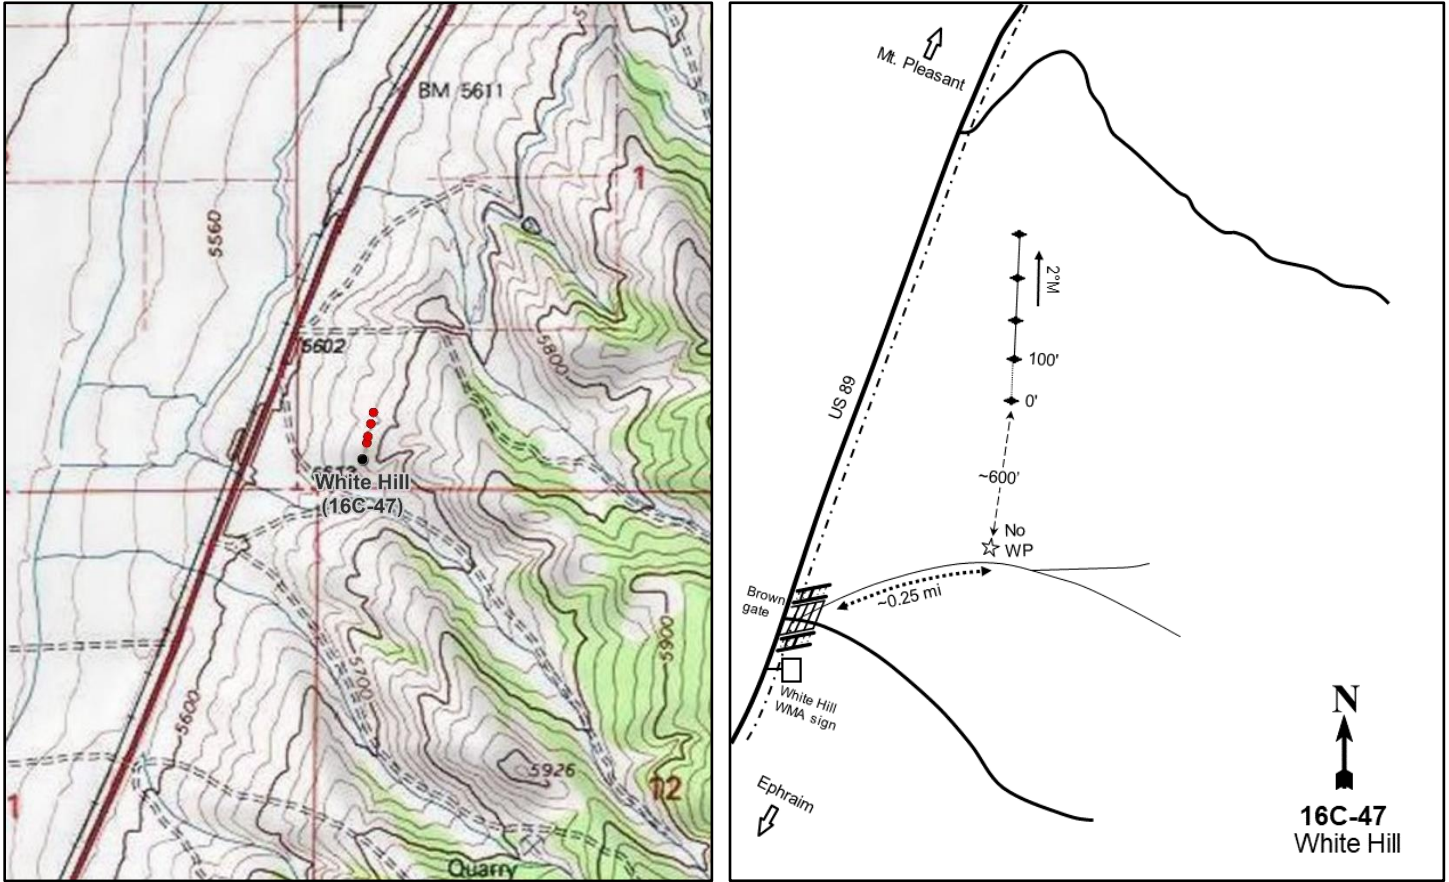 BM 5611
1
5560
5602
5800
White Hill
(16C-47)
5900
5700
5600
5926
12
1
Quarry
Mt. Pleasant
2°M
100'
US 89
0'
~600'
No
WP
Brown
gate
~0.25 mi
White Hill
WMA sign
Ephraim
N
16C-47
White Hill